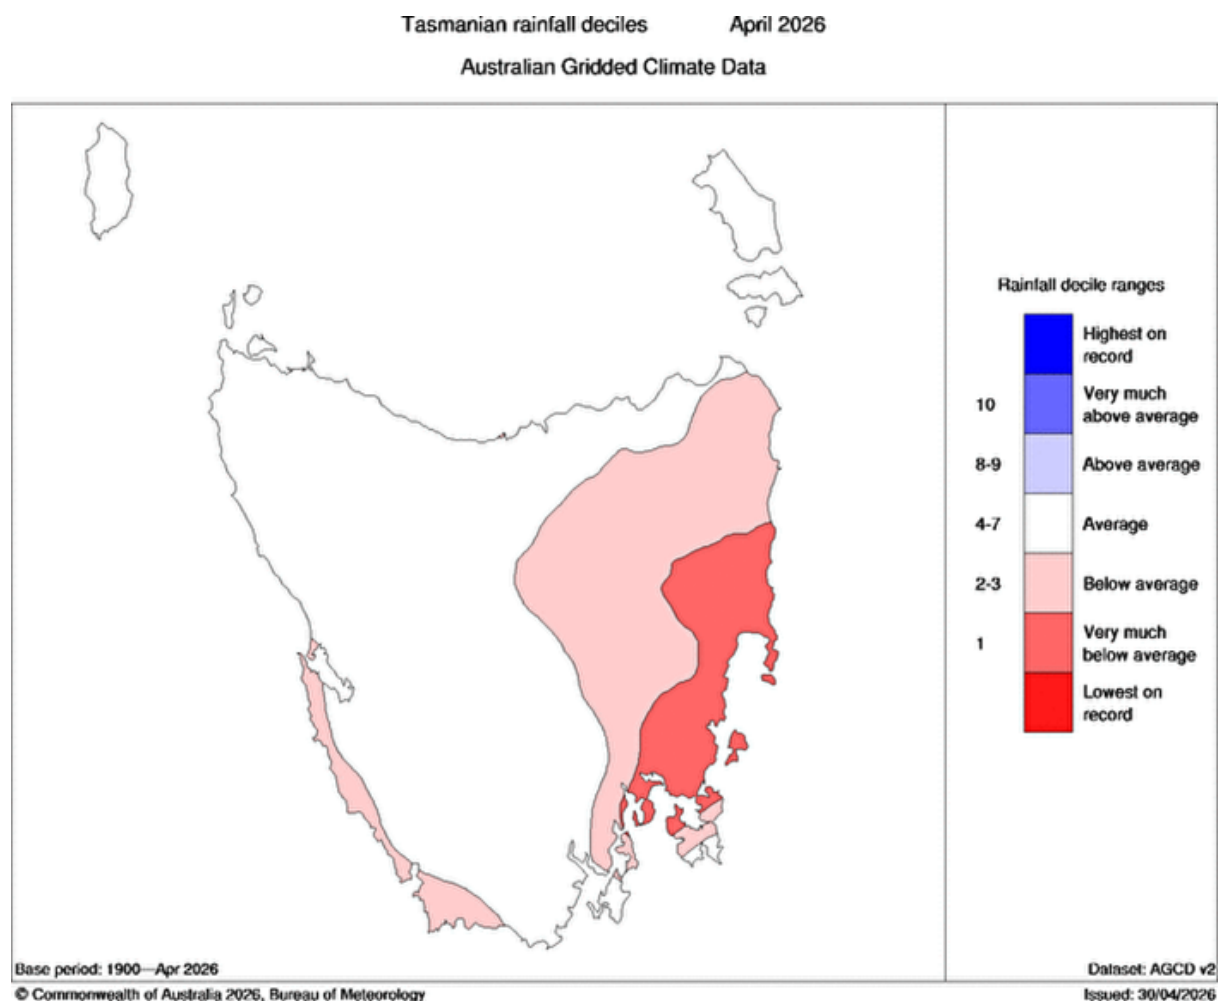 Tasmanian rainfall deciles April 2026
Australian Gridded Climate Data
Rainfall decile ranges
Highest on
record
10 Very much
above average
8-9 Above average
4-7 Average
2-3 Below average
1 Very much
below average
Lowest on
record
Base period: 1900—Apr 2026 Dataset: AGCD v2
© Commonwealth of Australia 2026, Bureau of Meteorology Issued: 30/04/2026